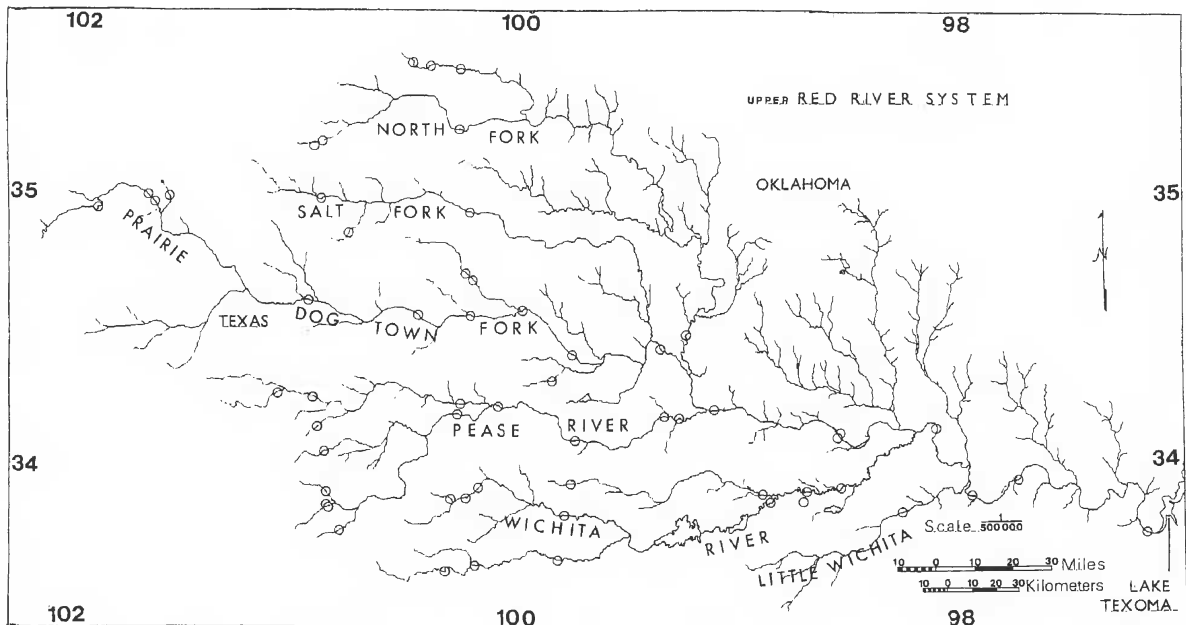 102 100 98
UPPER RED RIVER SYSTEM
NORTH FORK
35 OKLAHOMA 35
SALT FORK
PRAIRIE
N
TEXAS DOG TOWN FORK
PEASE RIVER
34 34
WICHITA RIVER
LITTLE WICHITA
Scale 1
500 000
10 0 10 20 30 Miles
10 0 10 20 30 Kilometers
LAKE
TEXOMA
102 100 98